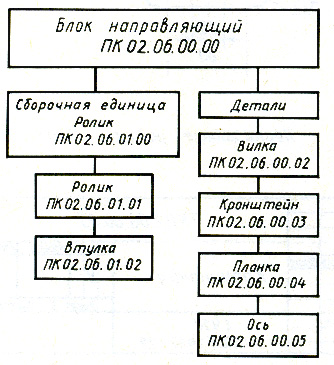 Блок направляющий
ПК 02.06.00.00
Сборочная единица
Ролик
ПК 02.06.01.00
Ролик
ПК 02.06.01.01
Втулка
ПК 02.06.01.02
Детали
Вилка
ПК 02.06.00.02
Кронштейн
ПК 02.06.00.03
Планка
ПК 02.06.00.04
Ось
ПК 02.06.00.05